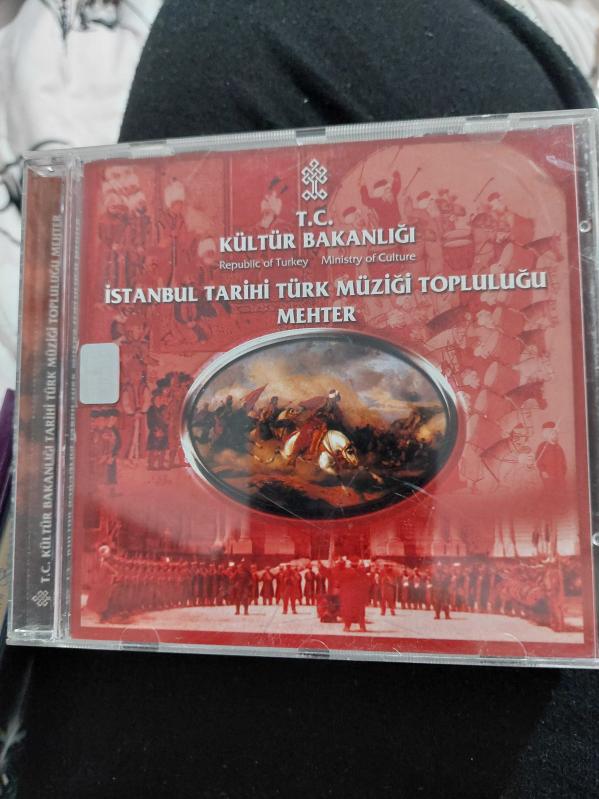 T.C.
KÜLTÜR BAKANLIĞI
Republic of Turkey Ministry of Culture
İSTANBUL TARİHİ TÜRK MÜZİĞİ TOPLULUĞU
MEHTER
T.C. KÜLTÜR BAKANLIĞI TARİHİ TÜRK MÜZİĞİ TOPLULUĞU MEHTER